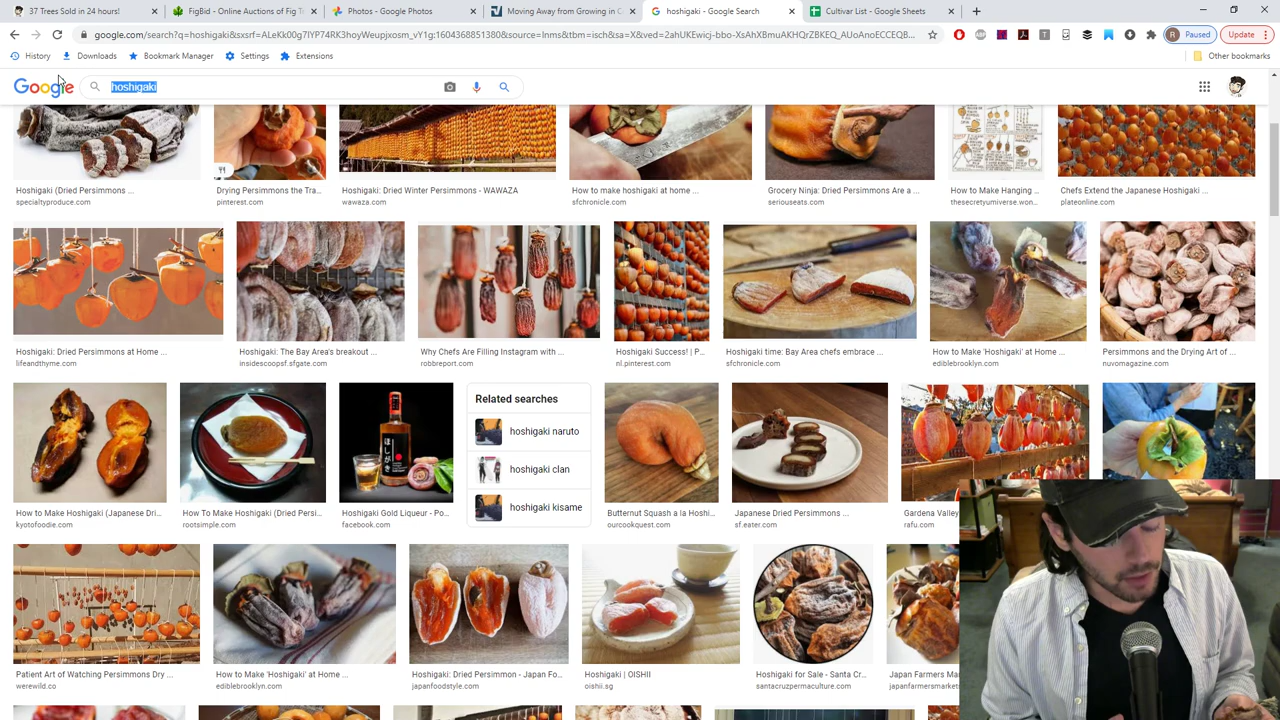 37 Trees Sold in 24 hours!
FigBid - Online Auctions of Fig T
Photos - Google Photos
Moving Away from Growing in C
hoshigaki - Google Search
Cultivar List - Google Sheets
google.com/search?q=hoshigaki&sxsrf=ALeKk00g7IYP74RK3hoyWeupjxosm_vY1g:1604368851380&source=lnms&tbm=isch&sa=X&ved=2ahUKEwicj-bbo-XsAhXBmuAKHQrZBKEQ_AUoAnoECCEQB...
Paused
Update
History
Downloads
Bookmark Manager
Settings
Extensions
Other bookmarks
Google
hoshigaki
Hoshigaki (Dried Persimmons ...
specialtyproduce.com
Drying Persimmons the Tra...
pinterest.com
Hoshigaki: Dried Winter Persimmons - WAWAZA
wawaza.com
How to make hoshigaki at home ...
sfchronicle.com
Grocery Ninja: Dried Persimmons Are a ...
seriouseats.com
How to Make Hanging ...
thesecretyumiverse.won...
Chefs Extend the Japanese Hoshigaki ...
plateonline.com
Hoshigaki: Dried Persimmons at Home ...
lifeandthyme.com
Hoshigaki: The Bay Area's breakout ...
insidescoopsf.sfgate.com
Why Chefs Are Filling Instagram with ...
robbreport.com
Hoshigaki Success! | P...
nl.pinterest.com
Hoshigaki time: Bay Area chefs embrace ...
sfchronicle.com
How to Make 'Hoshigaki' at Home ...
ediblebrooklyn.com
Persimmons and the Drying Art of ...
nuvomagazine.com
How to Make Hoshigaki (Japanese Dri...
kyotofoodie.com
How To Make Hoshigaki (Dried Persi...
rootsimple.com
ほしがき
Hoshigaki Gold Liqueur - Po...
facebook.com
Related searches
hoshigaki naruto
hoshigaki clan
hoshigaki kisame
Butternut Squash a la Hoshi...
ourcookquest.com
Japanese Dried Persimmons ...
sf.eater.com
Gardena Valley
rafu.com
Patient Art of Watching Persimmons Dry ...
werewild.co
How to Make 'Hoshigaki' at Home ...
ediblebrooklyn.com
Hoshigaki: Dried Persimmon - Japan Fo...
japanfoodstyle.com
Hoshigaki | OISHII
oishii.sg
Hoshigaki for Sale - Santa Cr...
santacruzpermaculture.com
Japan Farmers Ma
japanfarmersmarkets